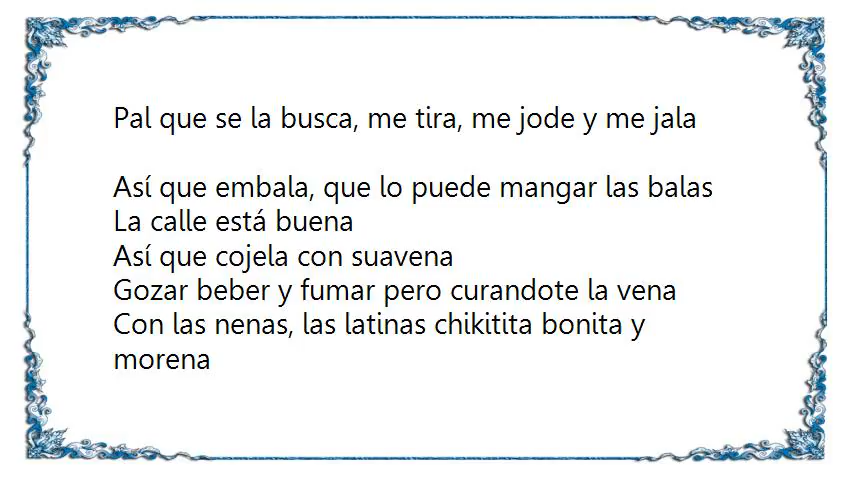 Pal que se la busca, me tira, me jode y me jala
Así que embala, que lo puede mangar las balas
La calle está buena
Así que cojela con suavena
Gozar beber y fumar pero curandote la vena
Con las nenas, las latinas chikitita bonita y
morena